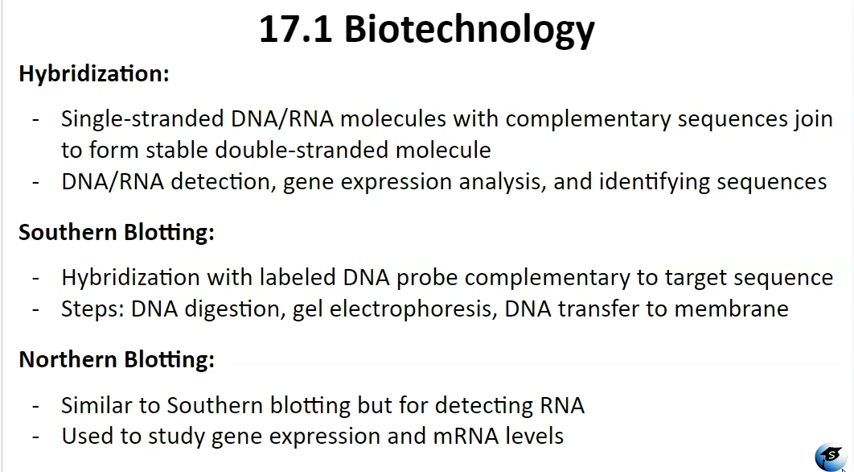 17.1 Biotechnology
Hybridization:
- Single-stranded DNA/RNA molecules with complementary sequences join
to form stable double-stranded molecule
- DNA/RNA detection, gene expression analysis, and identifying sequences
Southern Blotting:
- Hybridization with labeled DNA probe complementary to target sequence
- Steps: DNA digestion, gel electrophoresis, DNA transfer to membrane
Northern Blotting:
- Similar to Southern blotting but for detecting RNA
- Used to study gene expression and mRNA levels
S